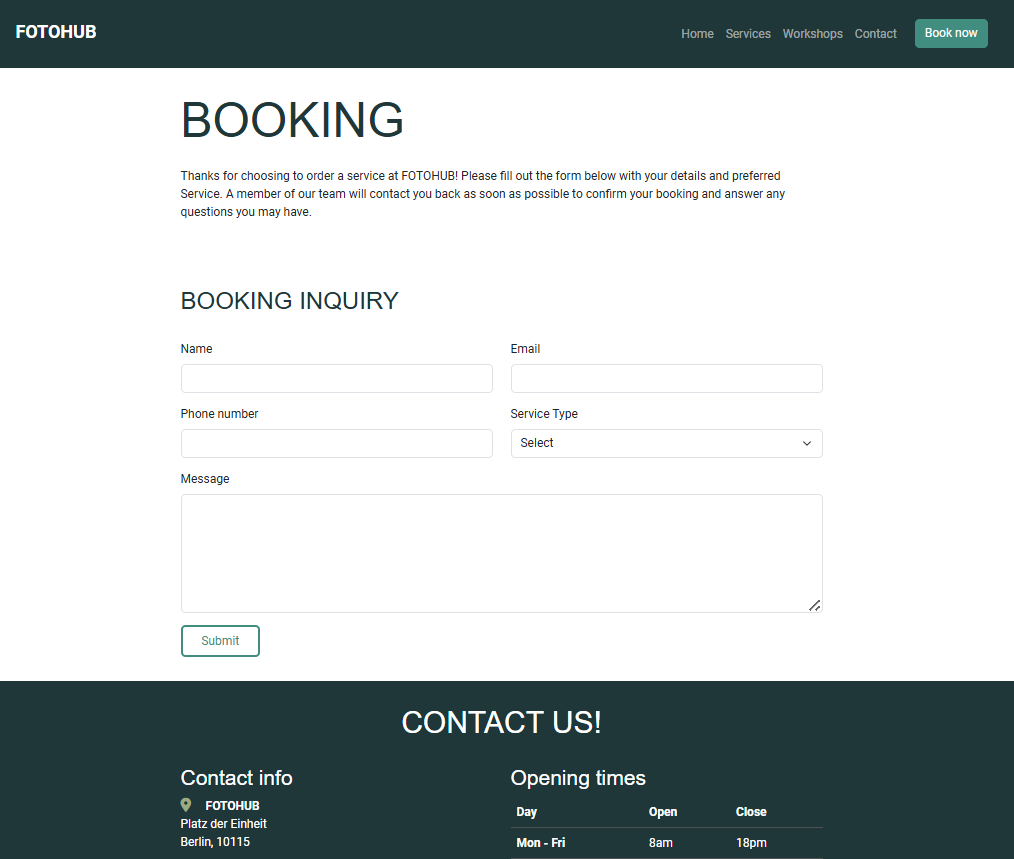 FOTOHUB
Home Services Workshops Contact Book now
BOOKING
Thanks for choosing to order a service at FOTOHUB! Please fill out the form below with your details and preferred
Service. A member of our team will contact you back as soon as possible to confirm your booking and answer any
questions you may have.
BOOKING INQUIRY
Name
Email
Phone number
Service Type
Select
Message
Submit
CONTACT US!
Contact info
FOTOHUB
Platz der Einheit
Berlin, 10115
Opening times
Day Open Close
Mon - Fri 8am 18pm